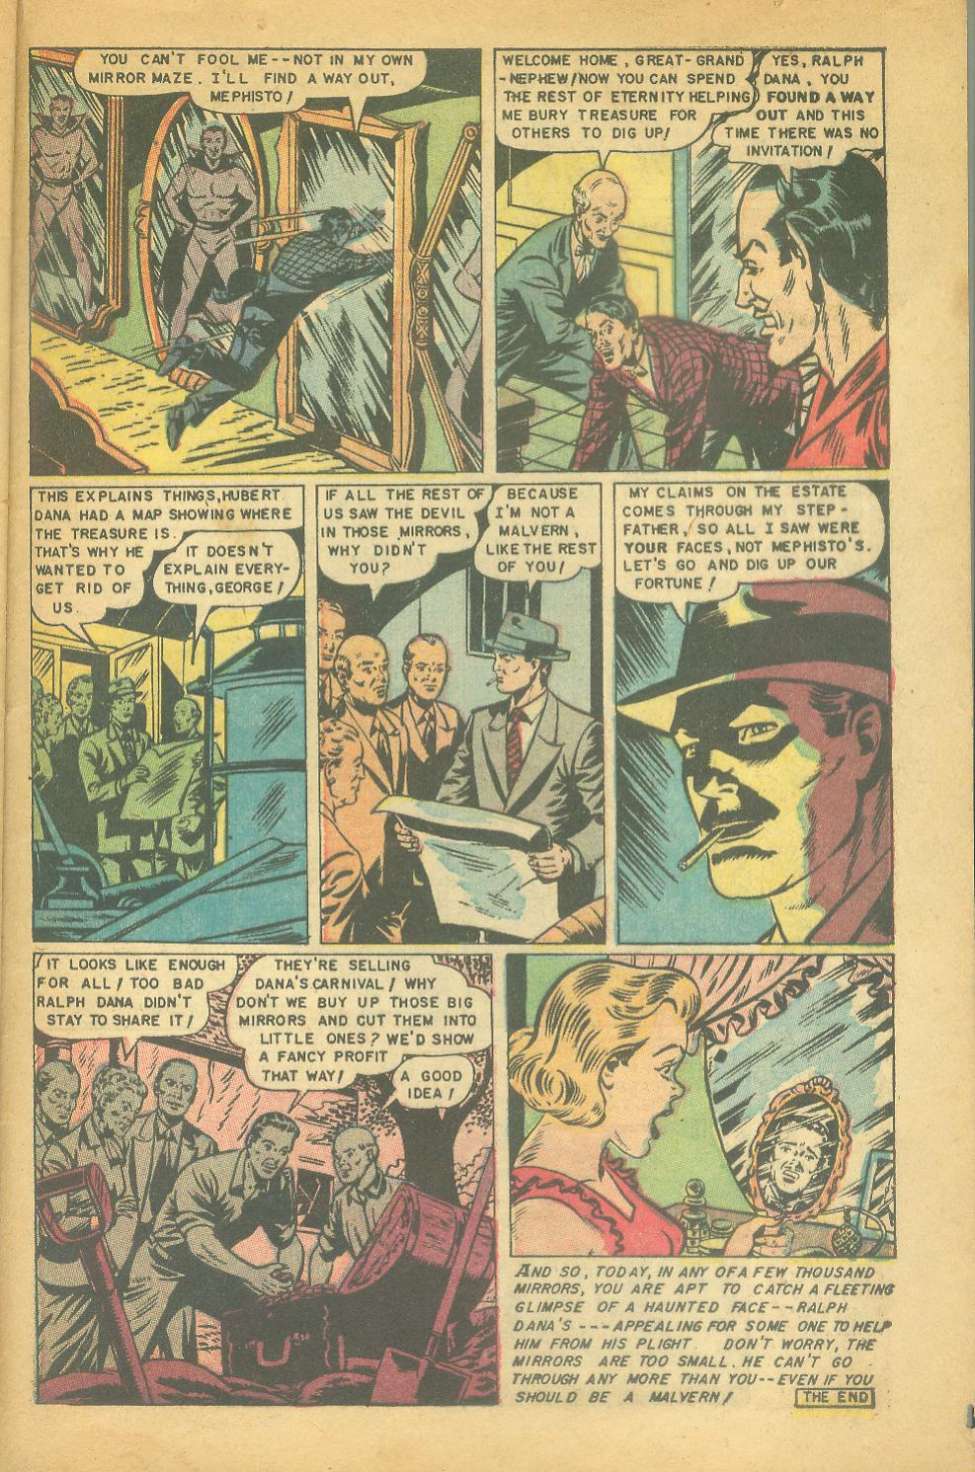 YOU CAN'T FOOL ME--NOT IN MY OWN
MIRROR MAZE. I'LL FIND A WAY OUT,
MEPHISTO!
WELCOME HOME, GREAT-GRAND
-NEPHEW! NOW YOU CAN SPEND
THE REST OF ETERNITY HELPING
ME BURY TREASURE FOR
OTHERS TO DIG UP!
YES, RALPH
DANA, YOU
FOUND A WAY
OUT AND THIS
TIME THERE WAS NO
INVITATION!
THIS EXPLAINS THINGS, HUBERT.
DANA HAD A MAP SHOWING WHERE
THE TREASURE IS.
THAT'S WHY HE
WANTED TO
GET RID OF
US.
IT DOESN'T
EXPLAIN EVERY-
THING, GEORGE!
IF ALL THE REST OF
US SAW THE DEVIL
IN THOSE MIRRORS,
WHY DIDN'T
YOU?
BECAUSE
I'M NOT A
MALVERN,
LIKE THE REST
OF YOU!
MY CLAIMS ON THE ESTATE
COMES THROUGH MY STEP-
FATHER, SO ALL I SAW WERE
YOUR FACES, NOT MEPHISTO'S.
LET'S GO AND DIG UP OUR
FORTUNE!
IT LOOKS LIKE ENOUGH
FOR ALL! TOO BAD
RALPH DANA DIDN'T
STAY TO SHARE IT!
THEY'RE SELLING
DANA'S CARNIVAL! WHY
DON'T WE BUY UP THOSE BIG
MIRRORS AND CUT THEM INTO
LITTLE ONES? WE'D SHOW
A FANCY PROFIT
THAT WAY!
A GOOD
IDEA!
AND SO, TODAY, IN ANY OF A FEW THOUSAND
MIRRORS, YOU ARE APT TO CATCH A FLEETING
GLIMPSE OF A HAUNTED FACE--RALPH
DANA'S ---APPEALING FOR SOME ONE TO HELP
HIM FROM HIS PLIGHT. DON'T WORRY, THE
MIRRORS ARE TOO SMALL. HE CAN'T GO
THROUGH ANY MORE THAN YOU--EVEN IF YOU
SHOULD BE A MALVERN!
THE END